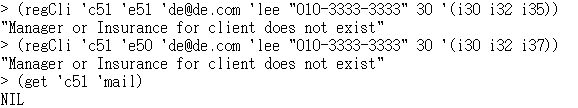 > (regCli 'c51 'e51 'de@de.com 'lee "010-3333-3333" 30 '(i30 i32 i35))
"Manager or Insurance for client does not exist"
> (regCli 'c51 'e50 'de@de.com 'lee "010-3333-3333" 30 '(i30 i32 i37))
"Manager or Insurance for client does not exist"
> (get 'c51 'mail)
NIL